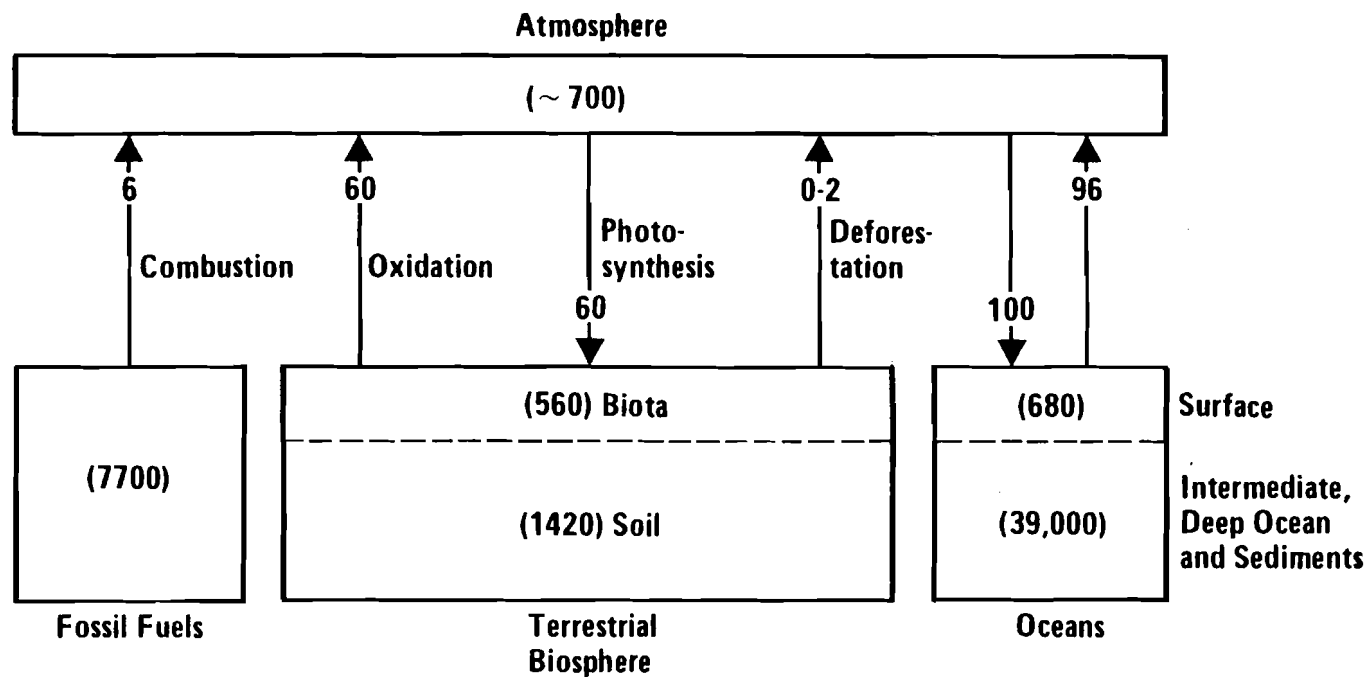 Atmosphere
(~ 700)
6
60
0-2
96
Combustion
Oxidation
Photo-
synthesis
Defores-
tation
60
100
(7700)
(560) Biota
(1420) Soil
(680)
(39,000)
Surface
Intermediate,
Deep Ocean
and Sediments
Fossil Fuels
Terrestrial
Biosphere
Oceans